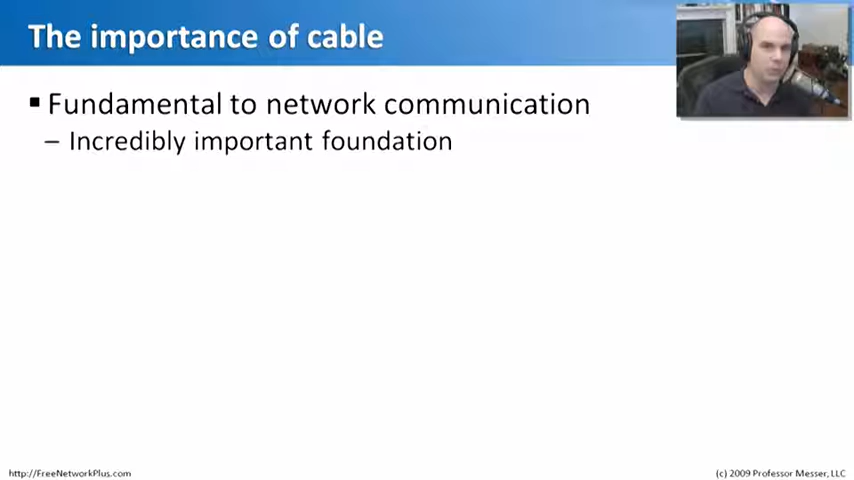 The importance of cable
▪ Fundamental to network communication
– Incredibly important foundation
http://FreeNetworkPlus.com
(c) 2009 Professor Messer, LLC